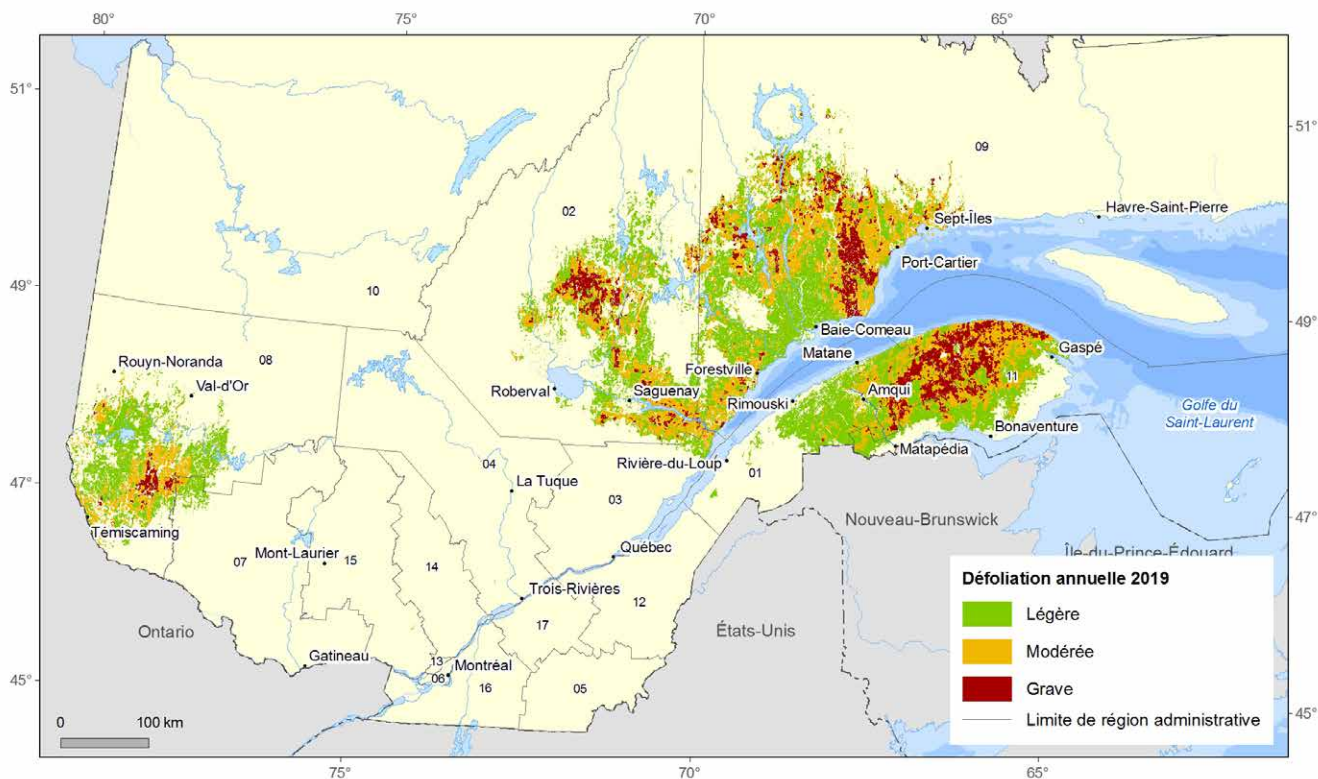 80°
75°
70°
65°
51°
51°
09
Havre-Saint-Pierre
02
Sept-Îles
Port-Cartier
49°
10
49°
Baie-Comeau
Matane
Gaspé
Rouyn-Noranda
08
Val-d'Or
Forestville
11
Roberval
Saguenay
Amqui
Rimouski
Golfe du
Saint-Laurent
Bonaventure
Matapédia
Rivière-du-Loup
01
04
47°
La Tuque
03
47°
Témiscaming
Nouveau-Brunswick
Québec
Île-du-Prince-Édouard
07
Mont-Laurier
15
14
Trois-Rivières
12
17
Ontario
États-Unis
Gatineau
13
Montréal
06
16
05
45°
45°
Défoliation annuelle 2019
Légère
Modérée
Grave
Limite de région administrative
0
100 km
75°
70°
65°